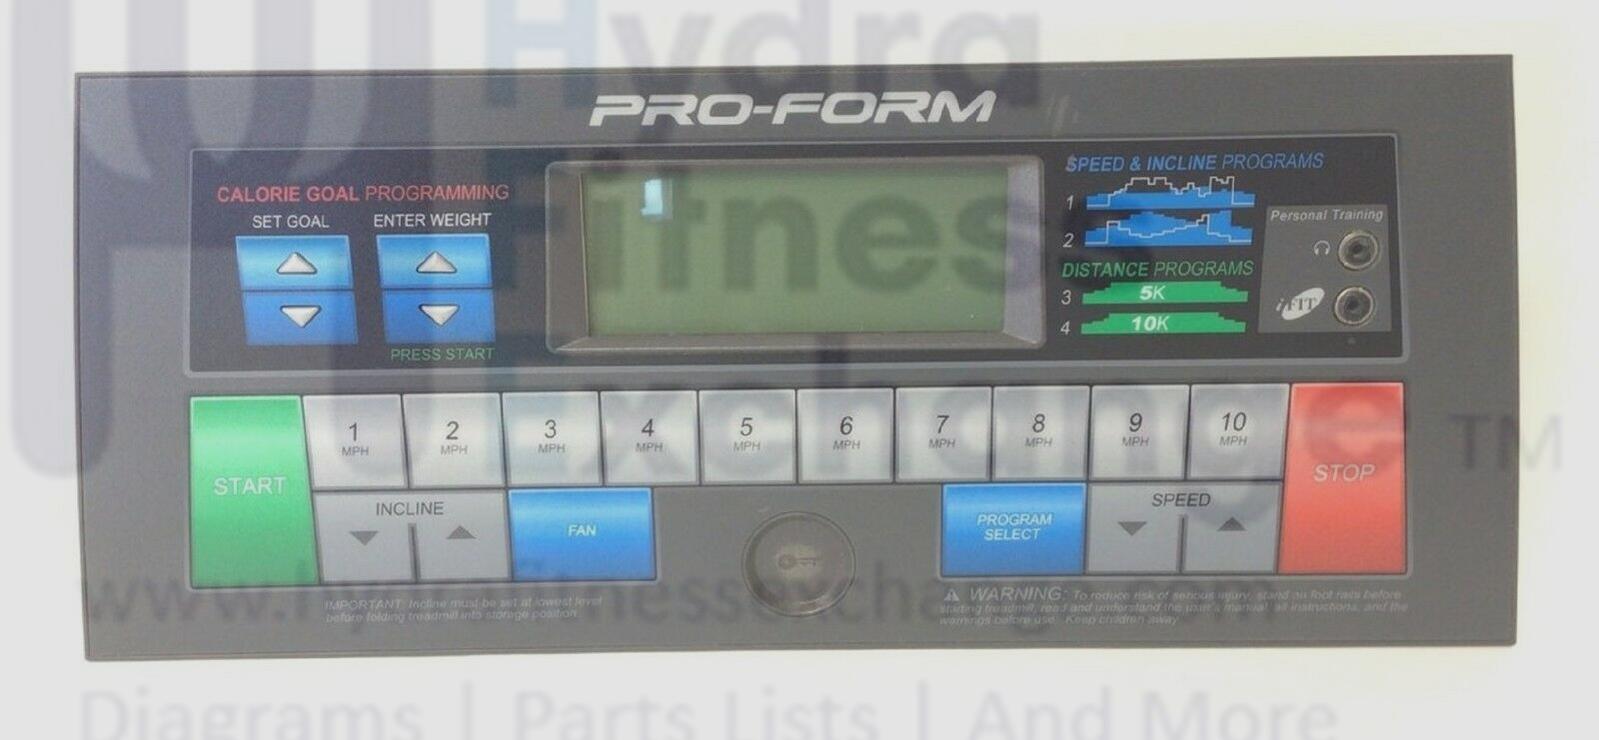 Hydra
Fitness
Exchange
TM
www.hydrafitnessexchange.com
Diagrams | Parts Lists | And More
PRO-FORM
CALORIE GOAL PROGRAMMING
SET GOAL
ENTER WEIGHT
PRESS START
SPEED & INCLINE PROGRAMS
1
2
DISTANCE PROGRAMS
3 5K
4 10K
Personal Training
iFIT
START
1 MPH
2 MPH
3 MPH
4 MPH
5 MPH
6 MPH
7 MPH
8 MPH
9 MPH
10 MPH
STOP
INCLINE
FAN
PROGRAM
SELECT
SPEED
IMPORTANT: Incline must be set at lowest level
before folding treadmill into storage position.
WARNING: To reduce risk of serious injury, stand on foot rails before
starting treadmill, read and understand the user's manual, all instructions, and the
warnings before use. Keep children away.